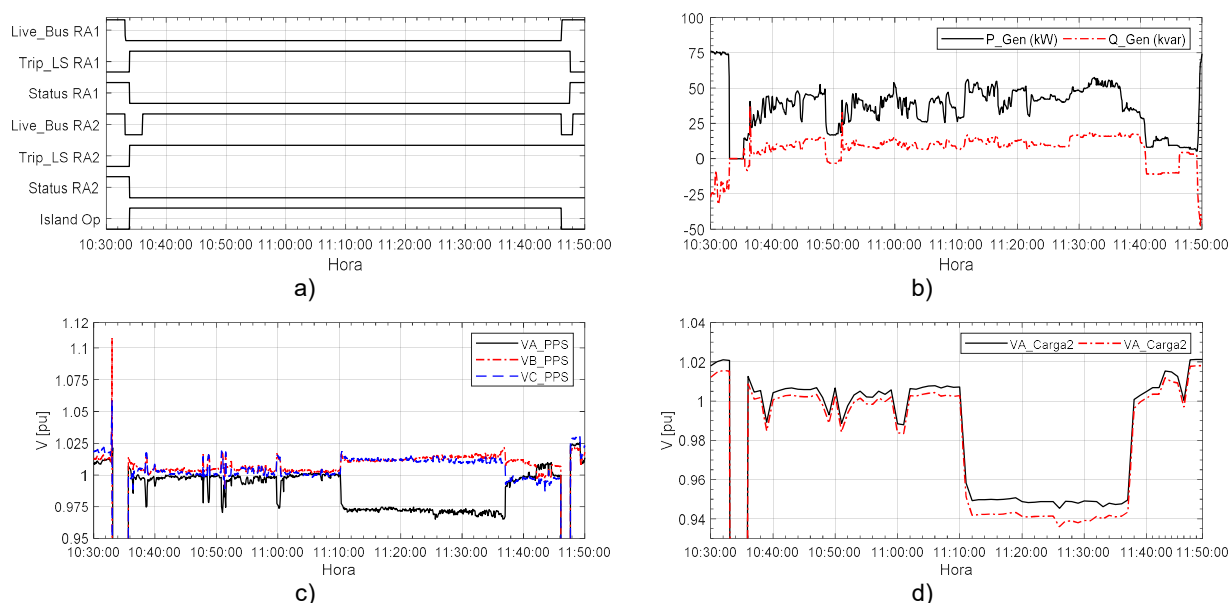 Live_Bus RA1
Trip_LS RA1
Status RA1
Live_Bus RA2
Trip_LS RA2
Status RA2
Island Op
10:30:00 10:40:00 10:50:00 11:00:00 11:10:00 11:20:00 11:30:00 11:40:00 11:50:00
Hora
a)
100
75
50
25
0
25
-50
P_Gen (kW) Q_Gen (kvar)
10:30:00 10:40:00 10:50:00 11:00:00 11:10:00 11:20:00 11:30:00 11:40:00 11:50:00
Hora
b)
V [pu]
1.12
1.1
1.075
1.05
1.025
1
0.975
0.95
VA_PPS
VB_PPS
VC_PPS
10:30:00 10:40:00 10:50:00 11:00:00 11:10:00 11:20:00 11:30:00 11:40:00 11:50:00
Hora
c)
V [pu]
1.04
1.02
1
0.98
0.96
0.94
VA_Carga2 VA_Carga2
10:30:00 10:40:00 10:50:00 11:00:00 11:10:00 11:20:00 11:30:00 11:40:00 11:50:00
Hora
d)